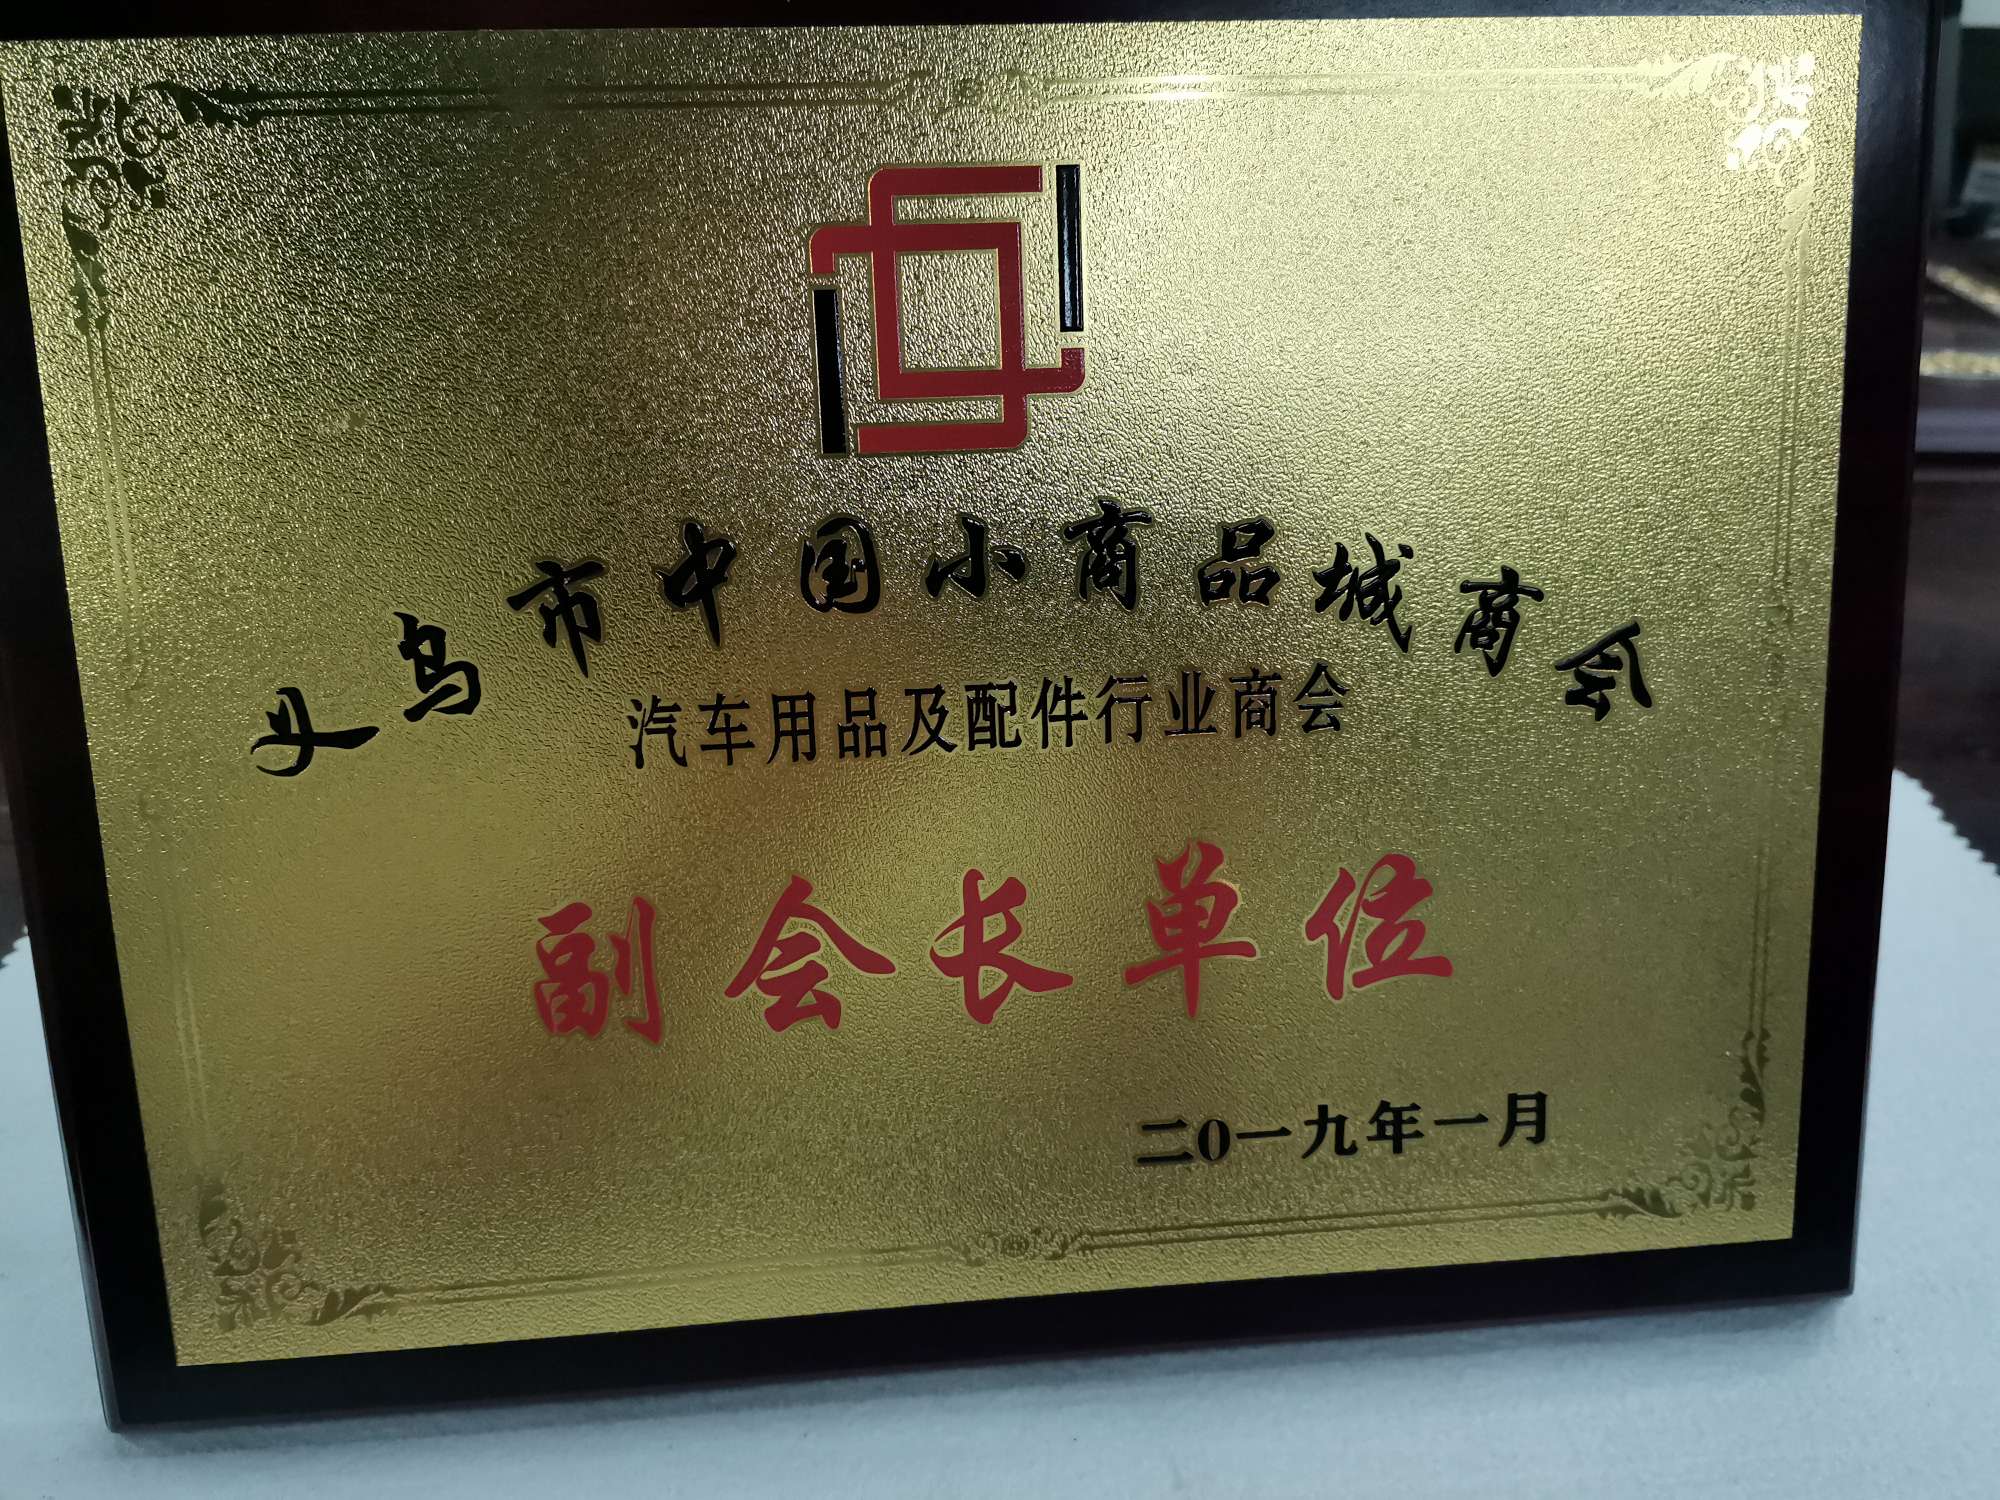 义乌市中国小商品城商会
汽车用品及配件行业商会
副会长单位
二0一九年一月